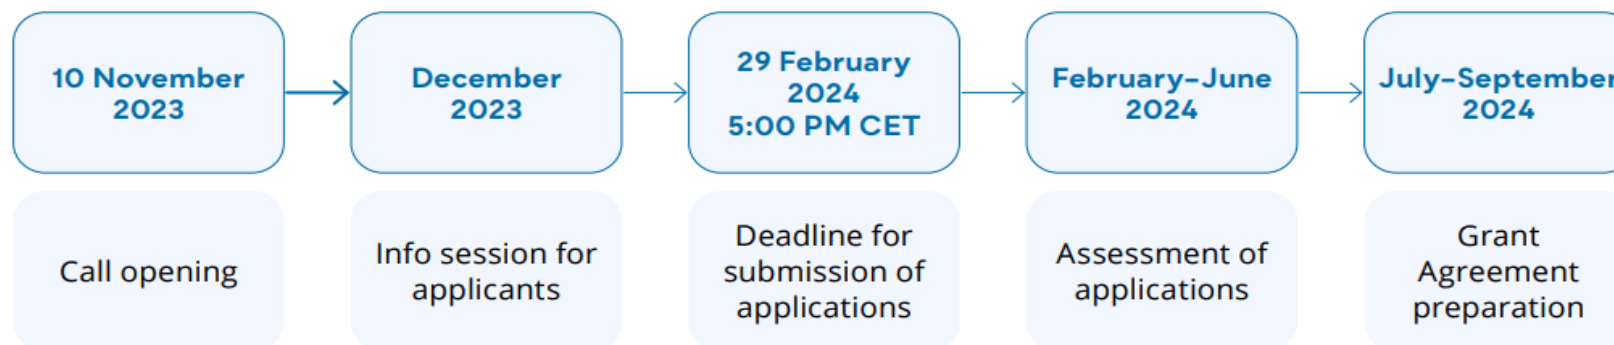 10 November
2023
December
2023
29 February
2024
5:00 PM CET
February–June
2024
July–September
2024
Call opening
Info session for
applicants
Deadline for
submission of
applications
Assessment of
applications
Grant
Agreement
preparation